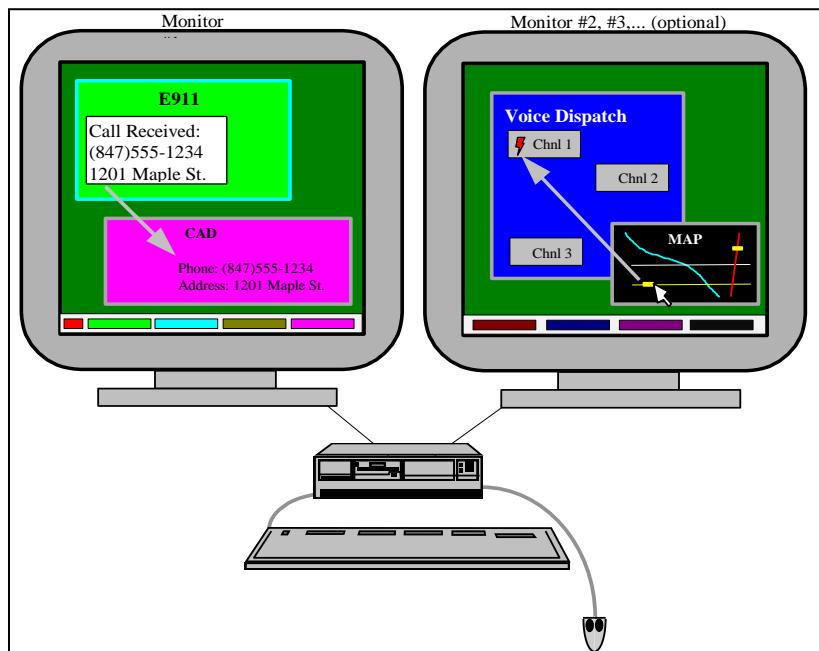 Monitor
Monitor #2, #3,... (optional)
E911
Call Received:
(847)555-1234
1201 Maple St.
CAD
Phone: (847)555-1234
Address: 1201 Maple St.
Voice Dispatch
Chnl 1
Chnl 2
Chnl 3
MAP